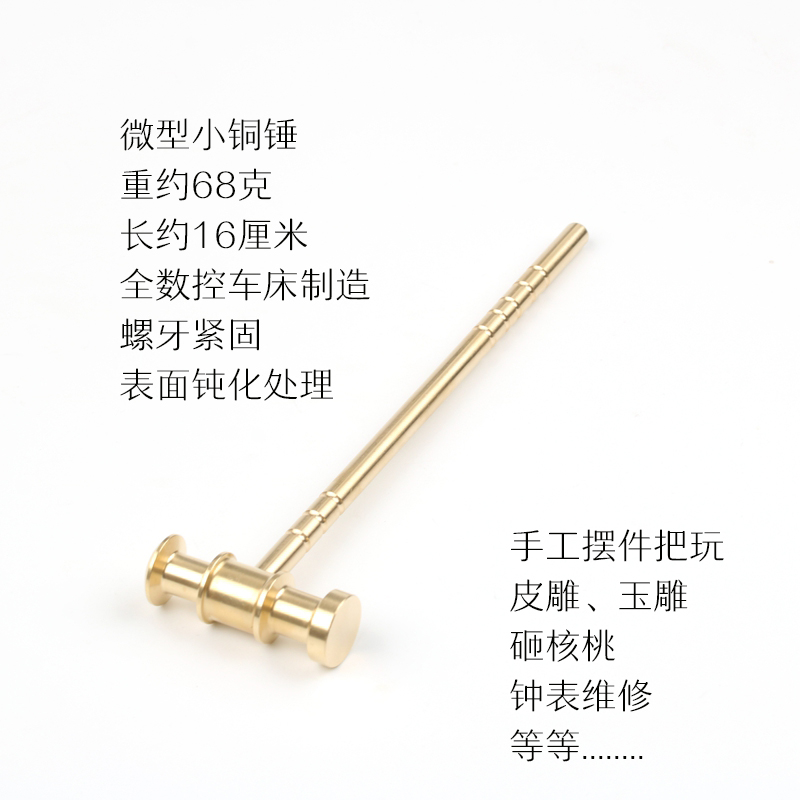 微型小铜锤
重约68克
长约16厘米
全数控车床制造
螺牙紧固
表面钝化处理
手工摆件把玩
皮雕、玉雕
砸核桃
钟表维修
等等........